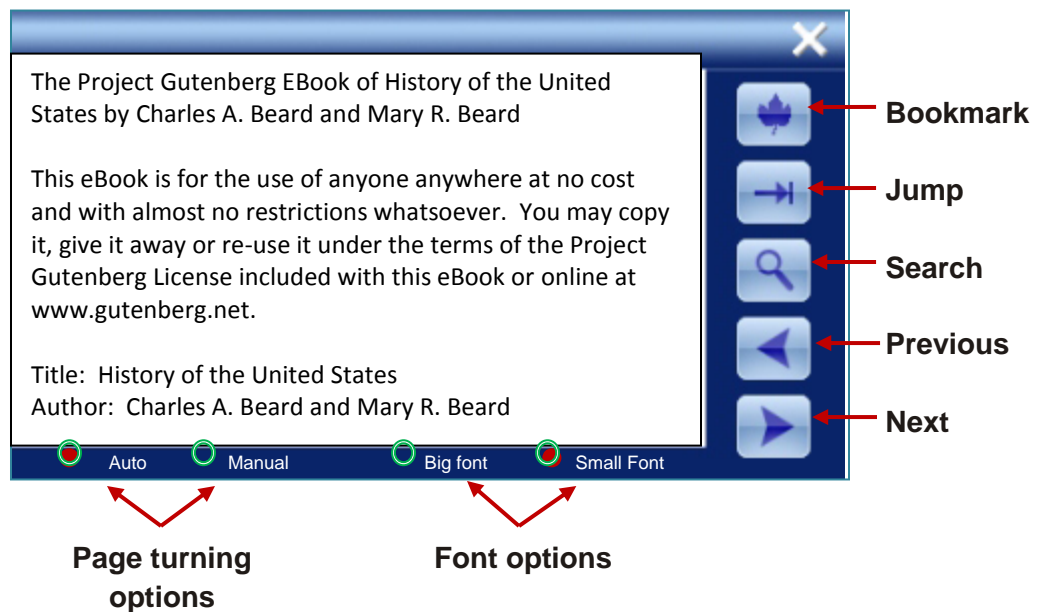 The Project Gutenberg EBook of History of the United
States by Charles A. Beard and Mary R. Beard
This eBook is for the use of anyone anywhere at no cost
and with almost no restrictions whatsoever.  You may copy
it, give it away or re-use it under the terms of the Project
Gutenberg License included with this eBook or online at
www.gutenberg.net.
Title:  History of the United States
Author:  Charles A. Beard and Mary R. Beard
Bookmark
Jump
Search
Previous
Next
Auto Manual Big font Small Font
Page turning
options
Font options